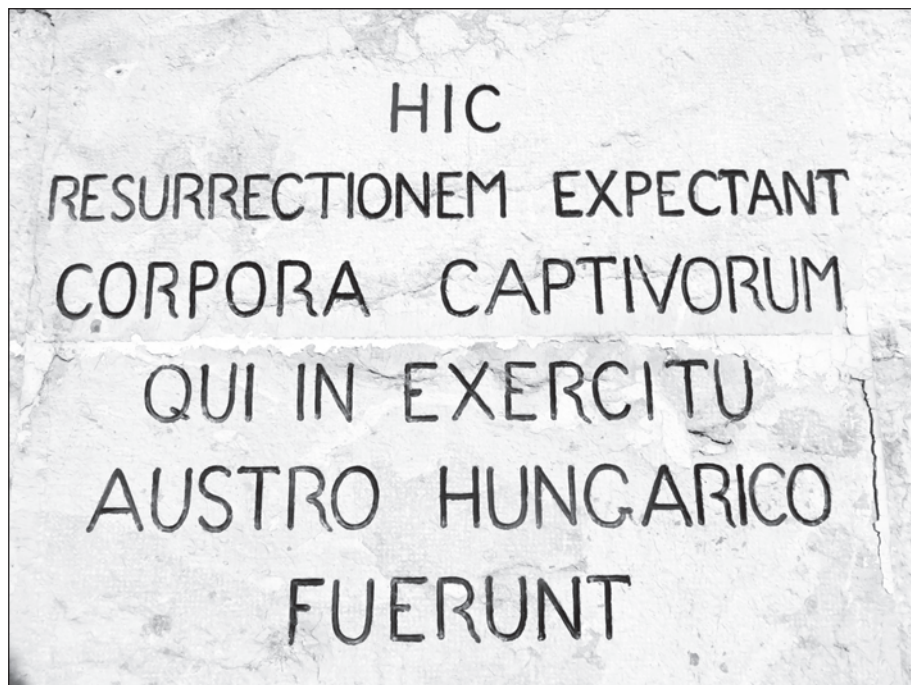 HIC
RESURRECTIONEM EXPECTANT
CORPORA CAPTIVORUM
QUI IN EXERCITU
AUSTRO HUNGARICO
FUERUNT